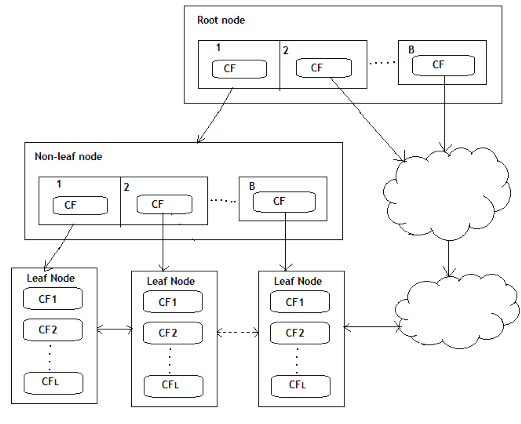 Root node
1 2 B
CF CF CF
Non-leaf node
1 2 B
CF CF CF
Leaf Node Leaf Node Leaf Node
CF1 CF1 CF1
CF2 CF2 CF2
CFL CFL CFL